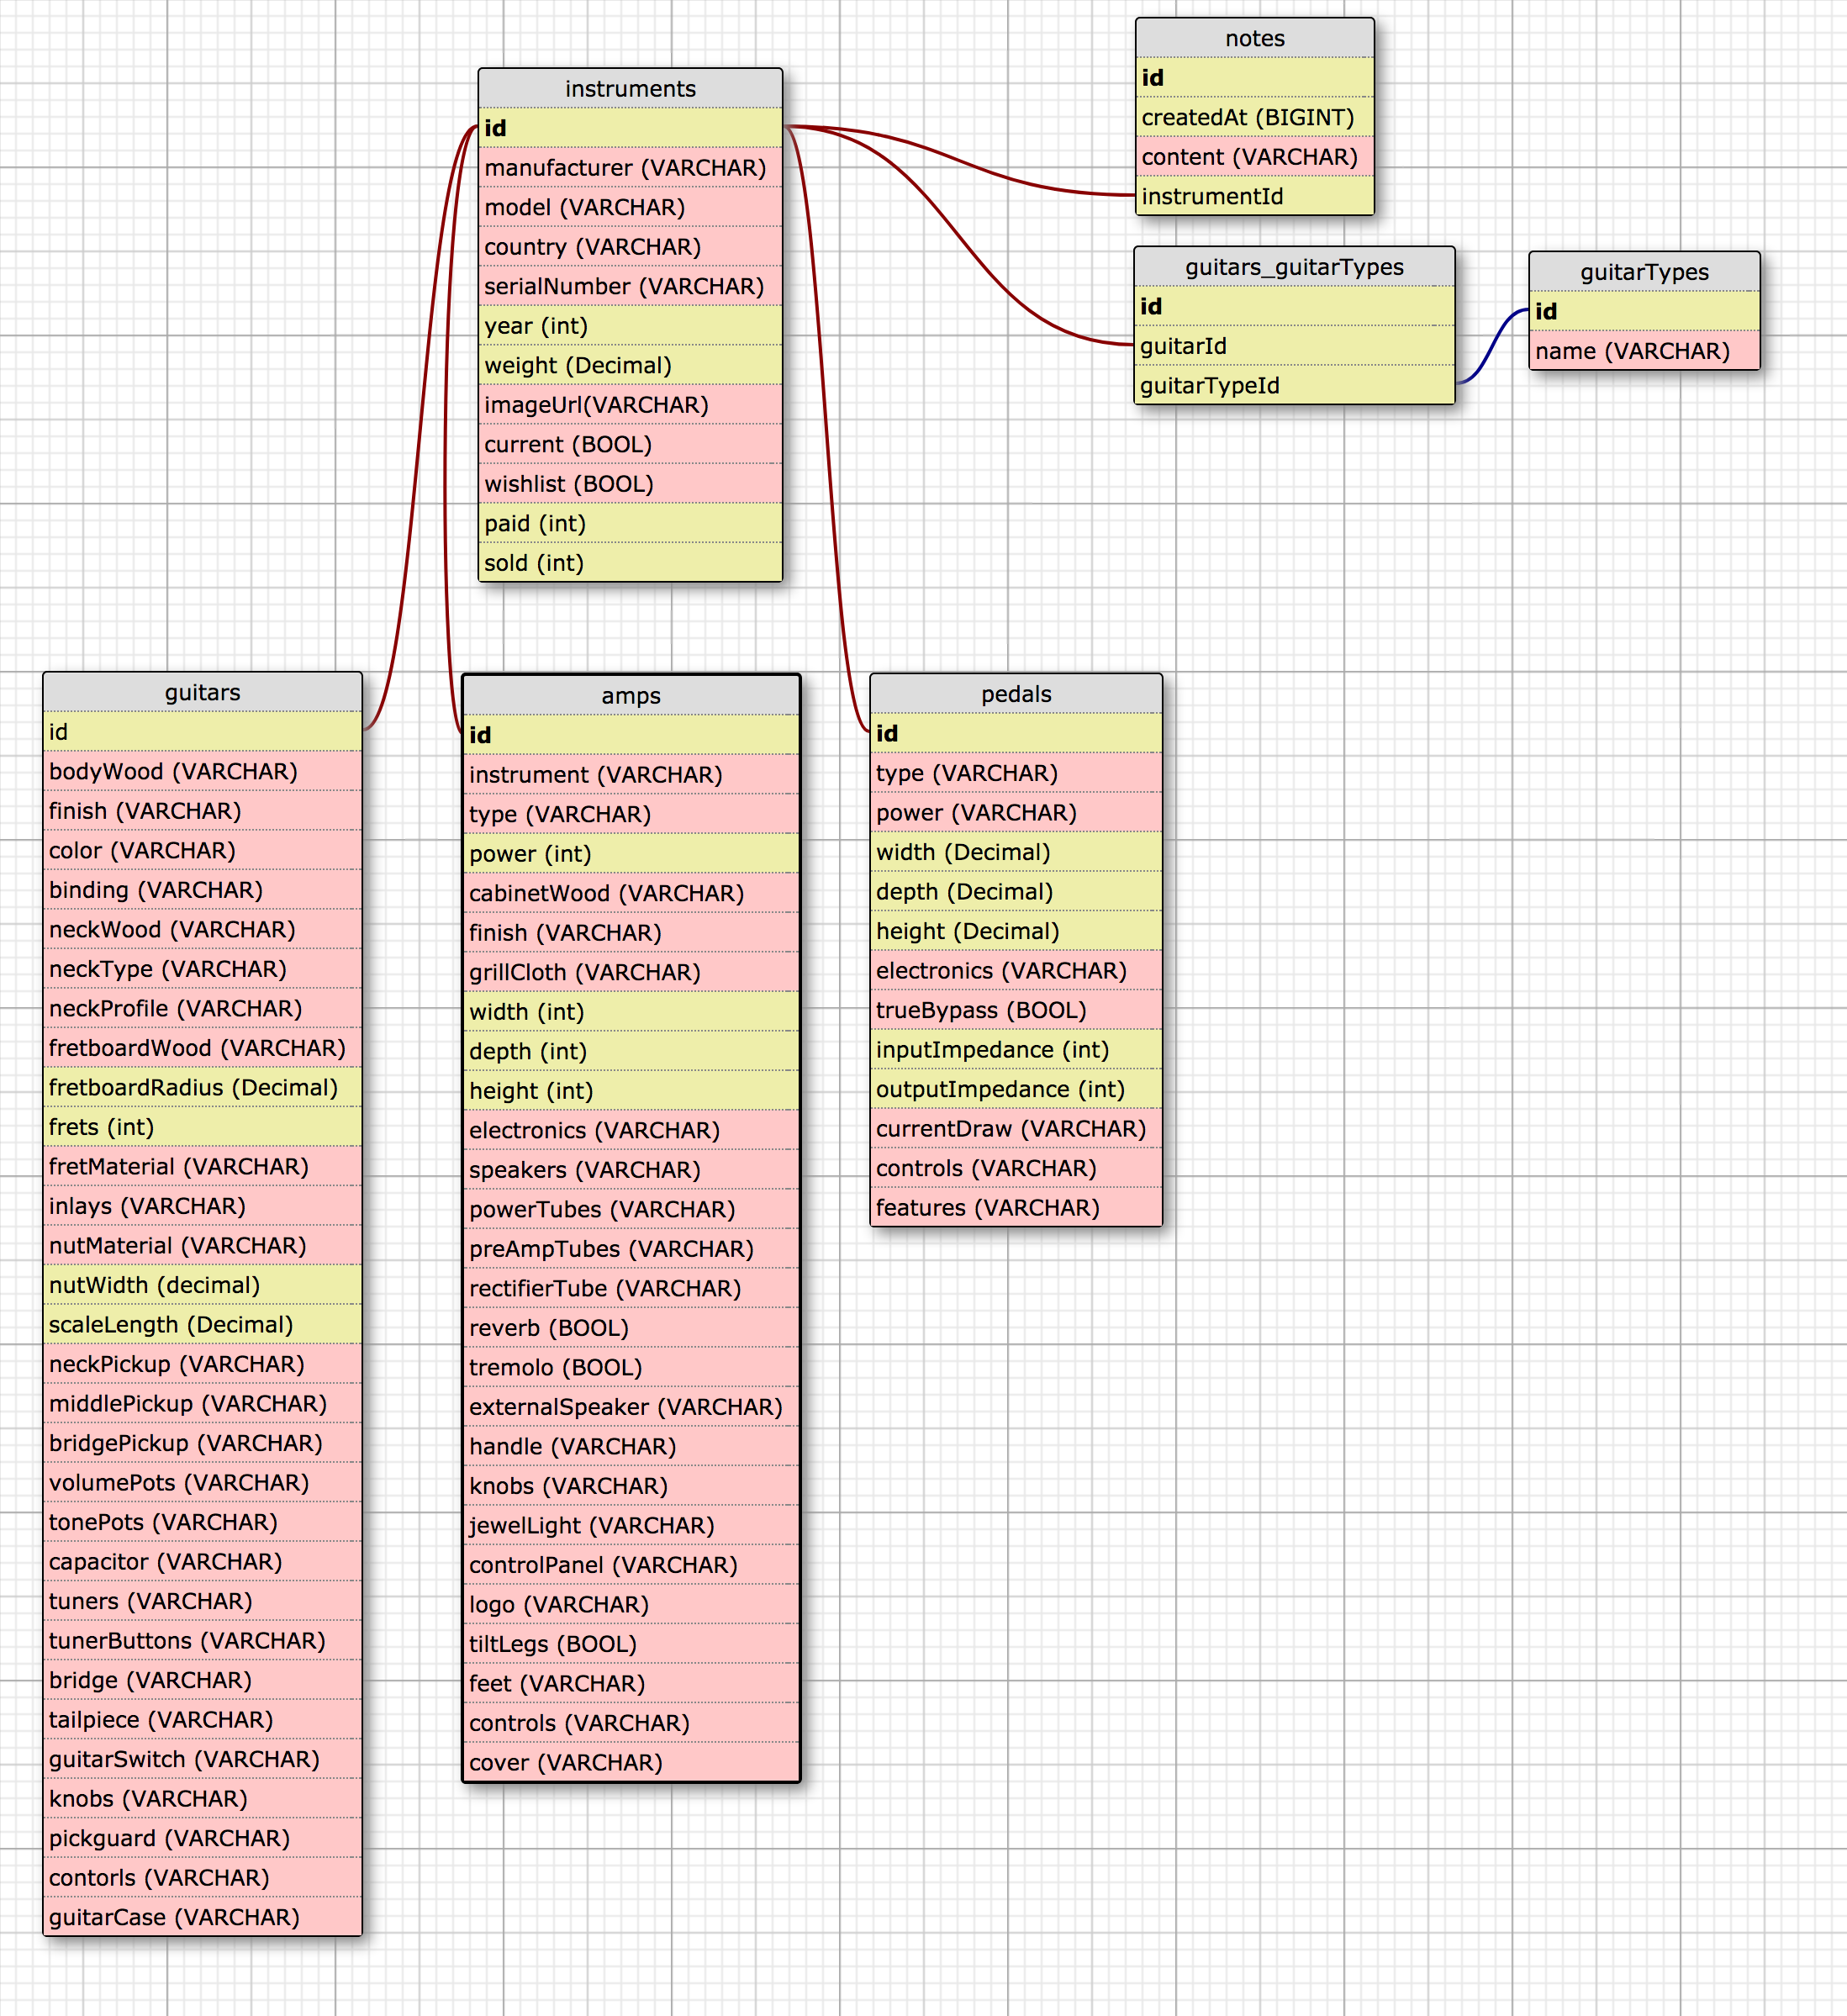 instruments
id
manufacturer (VARCHAR)
model (VARCHAR)
country (VARCHAR)
serialNumber (VARCHAR)
year (int)
weight (Decimal)
imageUrl(VARCHAR)
current (BOOL)
wishlist (BOOL)
paid (int)
sold (int)
notes
id
createdAt (BIGINT)
content (VARCHAR)
instrumentId
guitars_guitarTypes
id
guitarId
guitarTypeId
guitarTypes
id
name (VARCHAR)
guitars
id
bodyWood (VARCHAR)
finish (VARCHAR)
color (VARCHAR)
binding (VARCHAR)
neckWood (VARCHAR)
neckType (VARCHAR)
neckProfile (VARCHAR)
fretboardWood (VARCHAR)
fretboardRadius (Decimal)
frets (int)
fretMaterial (VARCHAR)
inlays (VARCHAR)
nutMaterial (VARCHAR)
nutWidth (decimal)
scaleLength (Decimal)
neckPickup (VARCHAR)
middlePickup (VARCHAR)
bridgePickup (VARCHAR)
volumePots (VARCHAR)
tonePots (VARCHAR)
capacitor (VARCHAR)
tuners (VARCHAR)
tunerButtons (VARCHAR)
bridge (VARCHAR)
tailpiece (VARCHAR)
guitarSwitch (VARCHAR)
knobs (VARCHAR)
pickguard (VARCHAR)
contorls (VARCHAR)
guitarCase (VARCHAR)
amps
id
instrument (VARCHAR)
type (VARCHAR)
power (int)
cabinetWood (VARCHAR)
finish (VARCHAR)
grillCloth (VARCHAR)
width (int)
depth (int)
height (int)
electronics (VARCHAR)
speakers (VARCHAR)
powerTubes (VARCHAR)
preAmpTubes (VARCHAR)
rectifierTube (VARCHAR)
reverb (BOOL)
tremolo (BOOL)
externalSpeaker (VARCHAR)
handle (VARCHAR)
knobs (VARCHAR)
jewelLight (VARCHAR)
controlPanel (VARCHAR)
logo (VARCHAR)
tiltLegs (BOOL)
feet (VARCHAR)
controls (VARCHAR)
cover (VARCHAR)
pedals
id
type (VARCHAR)
power (VARCHAR)
width (Decimal)
depth (Decimal)
height (Decimal)
electronics (VARCHAR)
trueBypass (BOOL)
inputImpedance (int)
outputImpedance (int)
currentDraw (VARCHAR)
controls (VARCHAR)
features (VARCHAR)